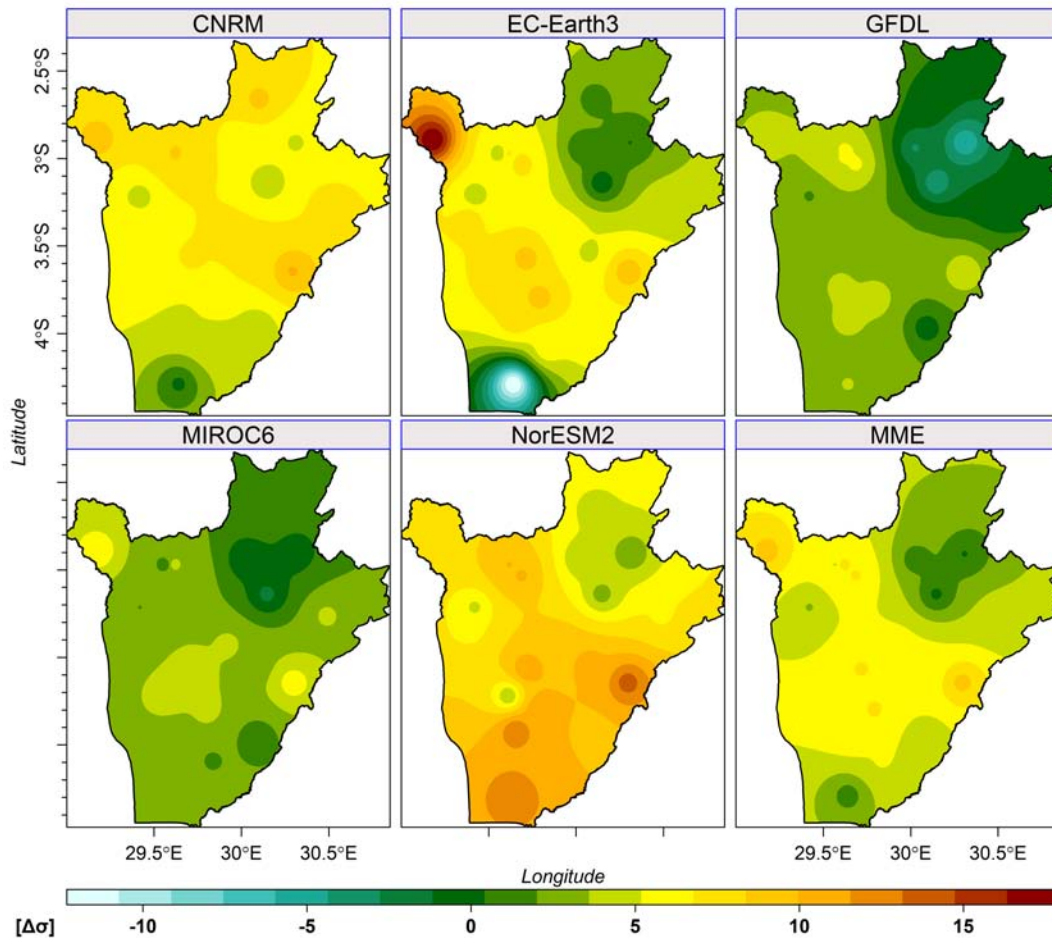 CNRM EC-Earth3 GFDL
2.5°S
3°S
3.5°S
4°S
Latitude
MIROC6 NorESM2 MME
29.5°E 30°E 30.5°E 29.5°E 30°E 30.5°E
Longitude
[Δσ] -10 -5 0 5 10 15